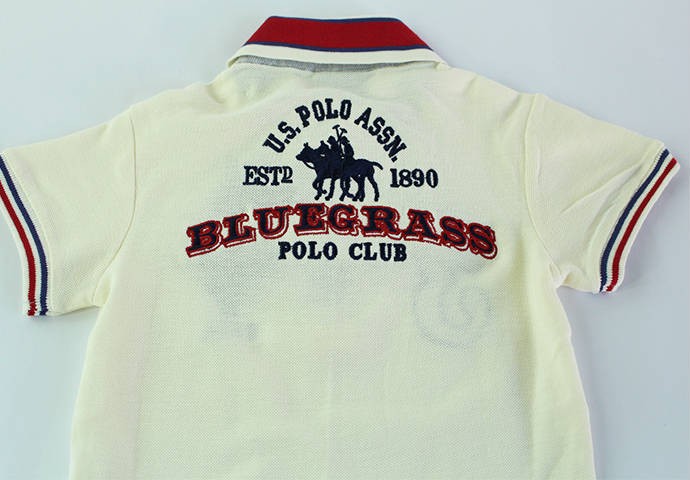 U.S. POLO ASSN.
ESTD 1890
BLUEGRASS
POLO CLUB